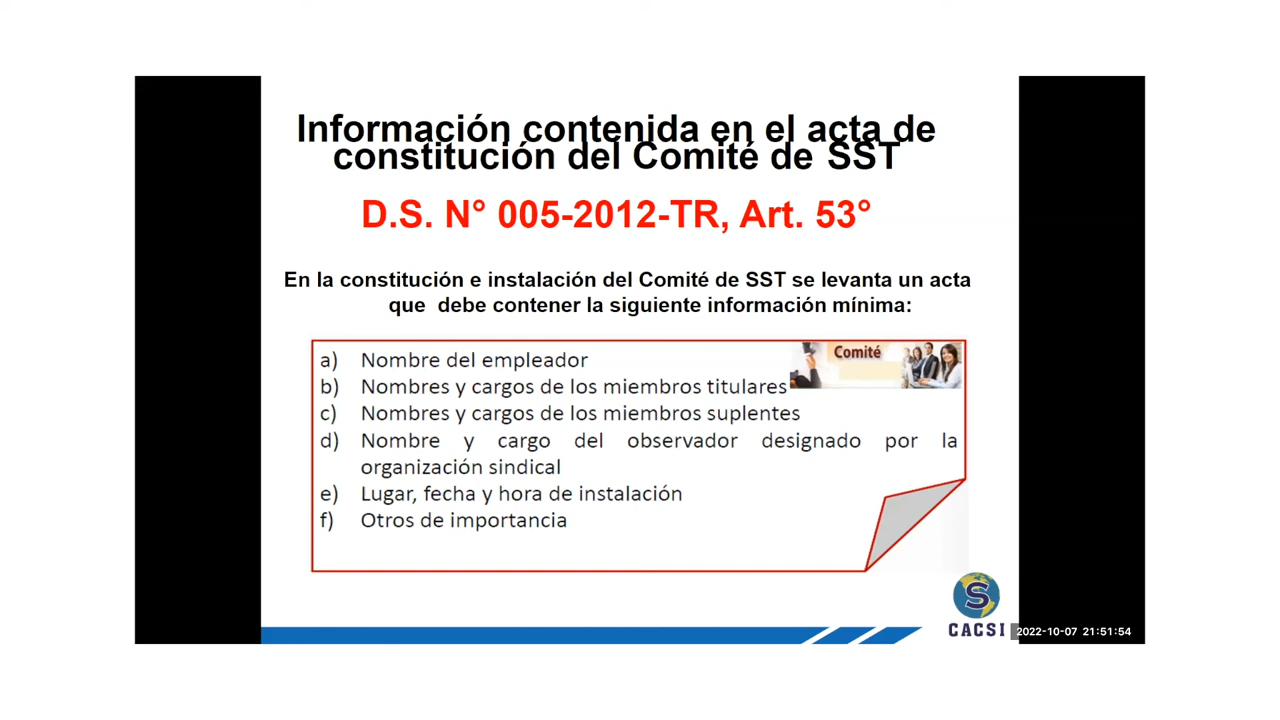 Información contenida en el acta de
constitución del Comité de SST
D.S. N° 005-2012-TR, Art. 53°
En la constitución e instalación del Comité de SST se levanta un acta
que debe contener la siguiente información mínima:
Comité
a) Nombre del empleador
b) Nombres y cargos de los miembros titulares
c) Nombres y cargos de los miembros suplentes
d) Nombre y cargo del observador designado por la
organización sindical
e) Lugar, fecha y hora de instalación
f) Otros de importancia
S
CACSI
2022-10-07 21:51:54